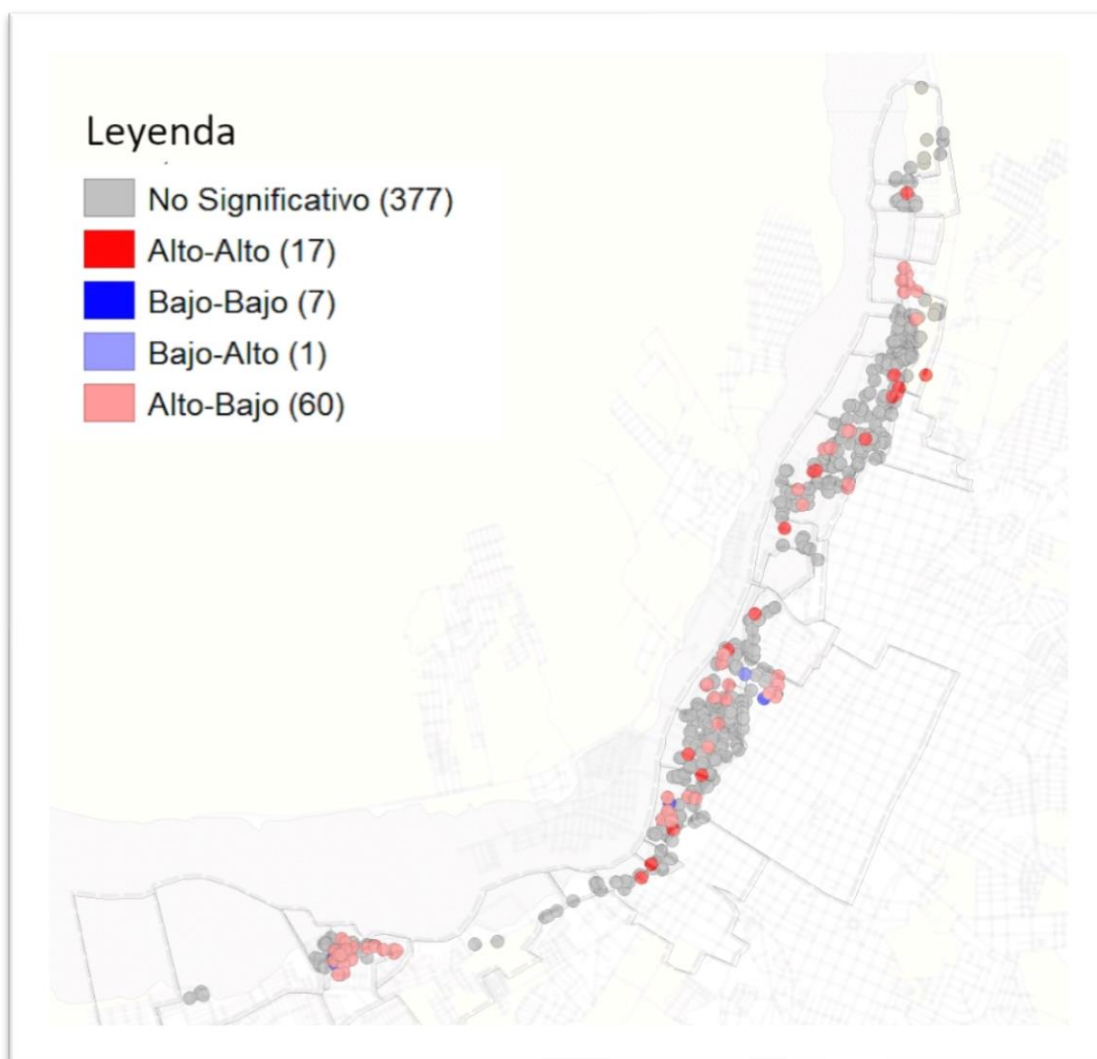 Leyenda
No Significativo (377)
Alto-Alto (17)
Bajo-Bajo (7)
Bajo-Alto (1)
Alto-Bajo (60)